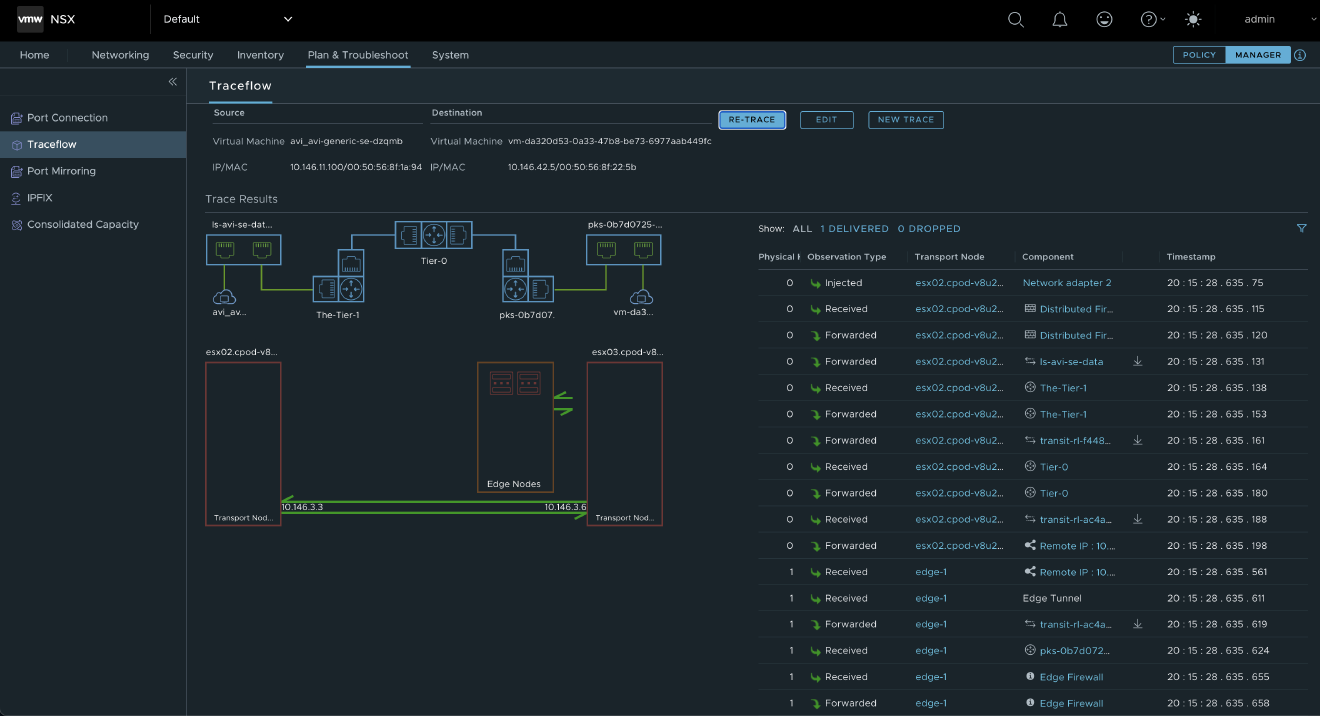 vmw NSX Default admin
Home Networking Security Inventory Plan & Troubleshoot System POLICY MANAGER
Port Connection
Traceflow
Port Mirroring
IPFIX
Consolidated Capacity
Traceflow
Source Destination
RE-TRACE EDIT NEW TRACE
Virtual Machine avi_avi-generic-se-dzqmb Virtual Machine vm-da320d53-0a33-47b8-be73-6977aab449fc
IP/MAC 10.146.11.100/00:50:56:8f:1a:94 IP/MAC 10.146.42.5/00:50:56:8f:22:5b
Trace Results
ls-avi-se-dat... pks-0b7d0725-...
Tier-0
avi_av... The-Tier-1 pks-0b7d07. vm-da3...
esx02.cpod-v8... esx03.cpod-v8...
Edge Nodes
10.146.3.3 10.146.3.6
Transport Nod... Transport Nod...
Show: ALL 1 DELIVERED 0 DROPPED
Physical H Observation Type Transport Node Component Timestamp
0 Injected esx02.cpod-v8u2... Network adapter 2 20 : 15 : 28 . 635 . 75
0 Received esx02.cpod-v8u2... Distributed Fir... 20 : 15 : 28 . 635 . 115
0 Forwarded esx02.cpod-v8u2... Distributed Fir... 20 : 15 : 28 . 635 . 120
0 Forwarded esx02.cpod-v8u2... ls-avi-se-data 20 : 15 : 28 . 635 . 131
0 Received esx02.cpod-v8u2... The-Tier-1 20 : 15 : 28 . 635 . 138
0 Forwarded esx02.cpod-v8u2... The-Tier-1 20 : 15 : 28 . 635 . 153
0 Forwarded esx02.cpod-v8u2... transit-rl-f448... 20 : 15 : 28 . 635 . 161
0 Received esx02.cpod-v8u2... Tier-0 20 : 15 : 28 . 635 . 164
0 Forwarded esx02.cpod-v8u2... Tier-0 20 : 15 : 28 . 635 . 180
0 Received esx02.cpod-v8u2... transit-rl-ac4a... 20 : 15 : 28 . 635 . 188
0 Forwarded esx02.cpod-v8u2... Remote IP : 10.... 20 : 15 : 28 . 635 . 198
1 Received edge-1 Remote IP : 10.... 20 : 15 : 28 . 635 . 561
1 Received edge-1 Edge Tunnel 20 : 15 : 28 . 635 . 611
1 Forwarded edge-1 transit-rl-ac4a... 20 : 15 : 28 . 635 . 619
1 Received edge-1 pks-0b7d072... 20 : 15 : 28 . 635 . 624
1 Received edge-1 Edge Firewall 20 : 15 : 28 . 635 . 655
1 Forwarded edge-1 Edge Firewall 20 : 15 : 28 . 635 . 658